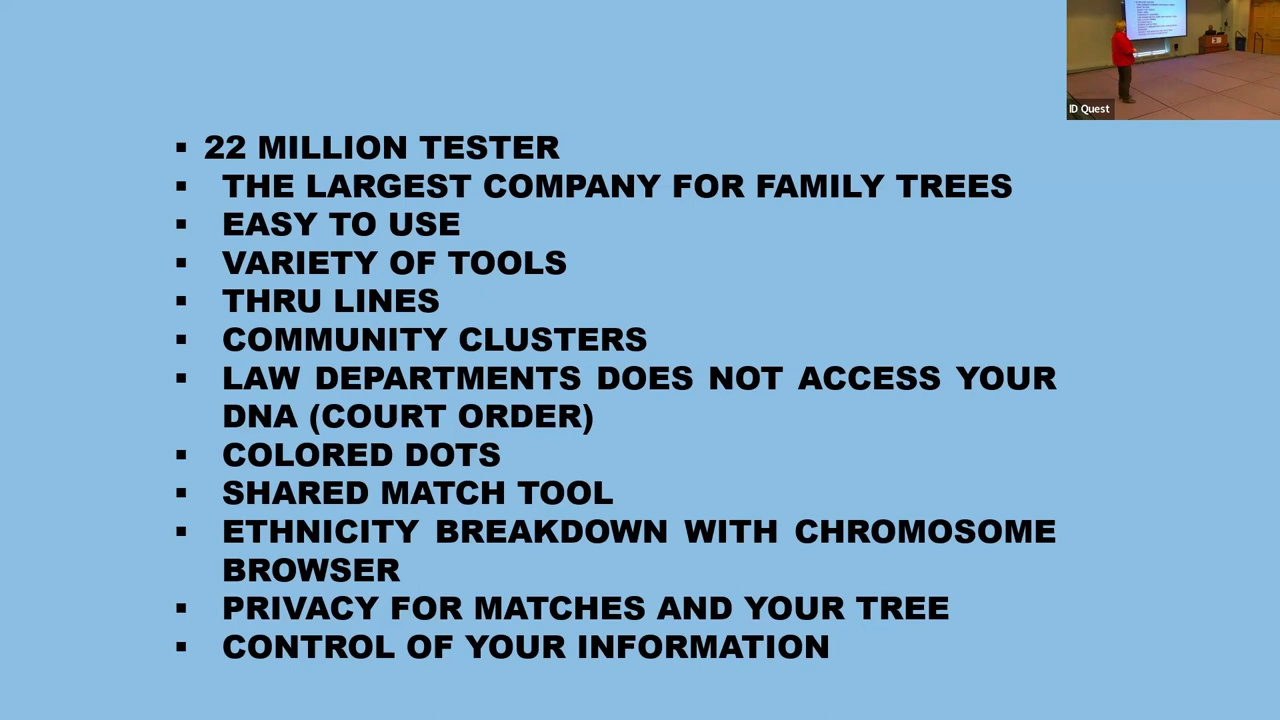 ID Quest
▪ 22 MILLION TESTER
▪ THE LARGEST COMPANY FOR FAMILY TREES
▪ EASY TO USE
▪ VARIETY OF TOOLS
▪ THRU LINES
▪ COMMUNITY CLUSTERS
▪ LAW DEPARTMENTS DOES NOT ACCESS YOUR
DNA (COURT ORDER)
▪ COLORED DOTS
▪ SHARED MATCH TOOL
▪ ETHNICITY BREAKDOWN WITH CHROMOSOME
BROWSER
▪ PRIVACY FOR MATCHES AND YOUR TREE
▪ CONTROL OF YOUR INFORMATION